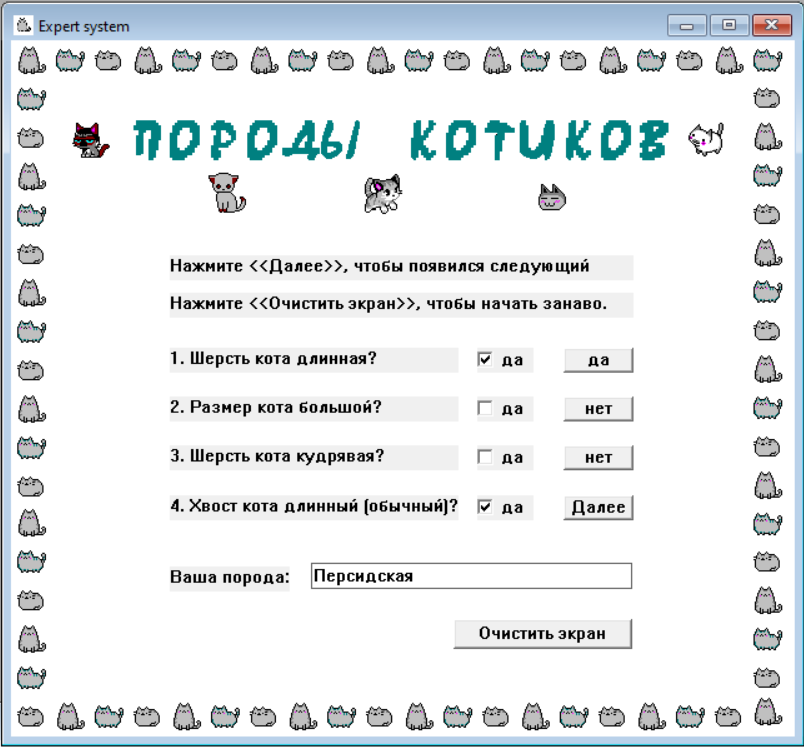 Expert system
ПОРОДЫ КОТИКОВ
Нажмите <<Далее>>, чтобы появился следующий
Нажмите <<Очистить экран>>, чтобы начать занаво.
1. Шерсть кота длинная? да да
2. Размер кота большой? да нет
3. Шерсть кота кудрявая? да нет
4. Хвост кота длинный (обычный)? да Далее
Ваша порода: Персидская
Очистить экран